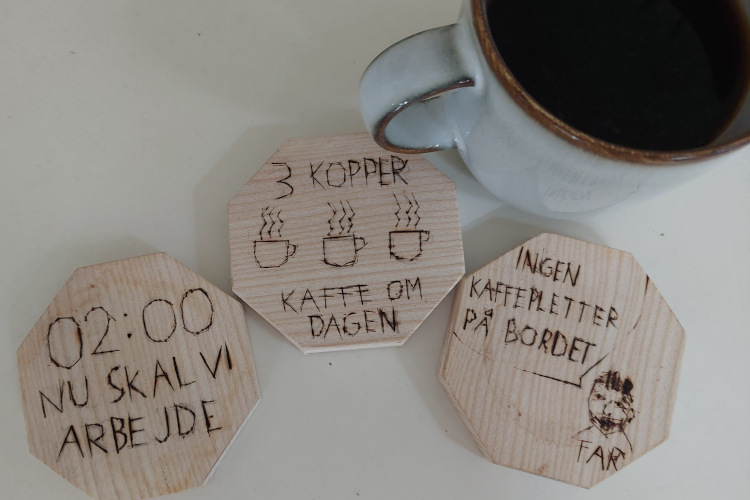 3 KOPPER
KAFFE OM
DAGEN
02:00
NU SKAL VI
ARBEJDE
INGEN
KAFFEPLETTER
PÅ BORDET
FAR